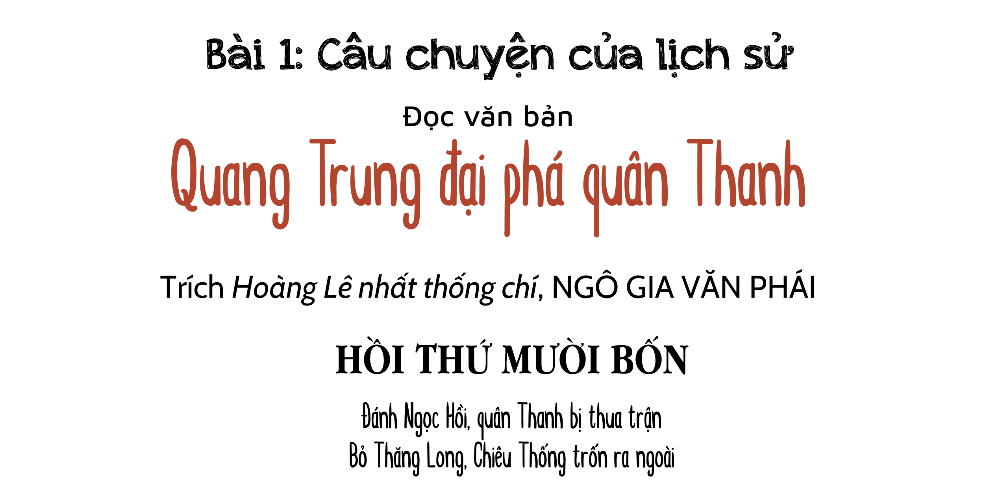 Bài 1: Câu chuyện của lịch sử
Đọc văn bản
Quang Trung đại phá quân Thanh
Trích Hoàng Lê nhất thống chí, NGÔ GIA VĂN PHÁI
HỒI THỨ MƯỜI BỐN
Đánh Ngọc Hồi, quân Thanh bị thua trận
Bỏ Thăng Long, Chiêu Thống trốn ra ngoài